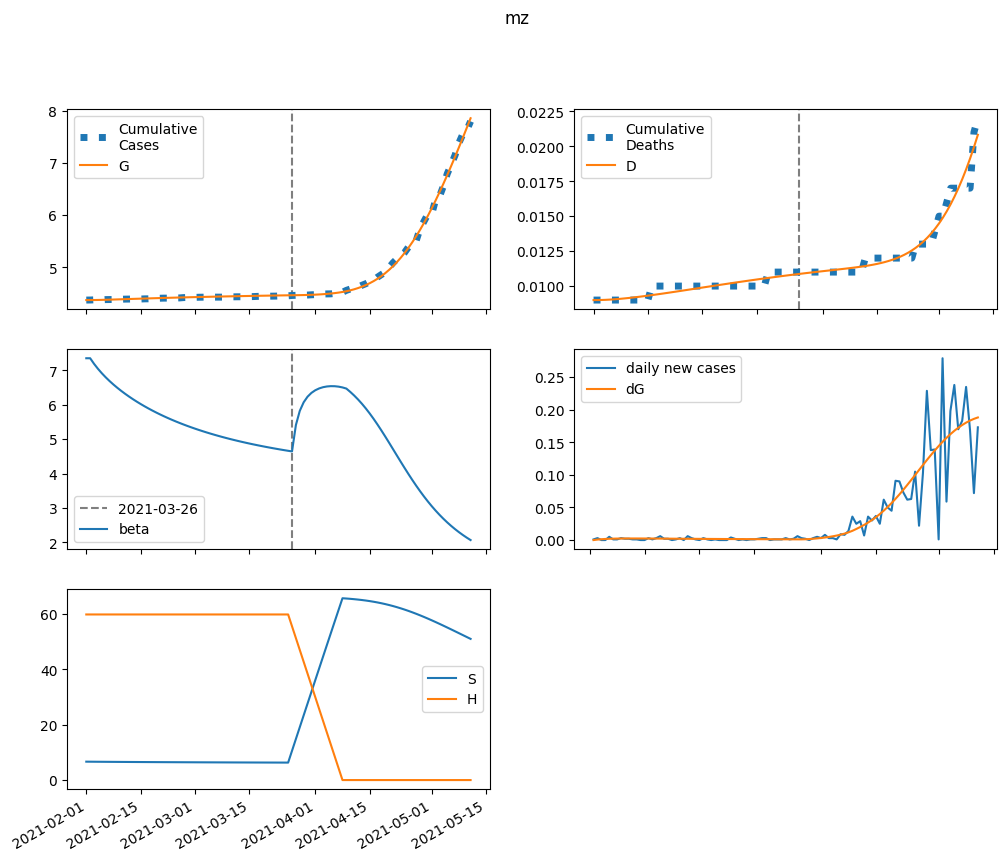 mz
8
7
6
5
Cumulative
Cases
G
0.0225
0.0200
0.0175
0.0150
0.0125
0.0100
Cumulative
Deaths
D
7
6
5
4
3
2
2021-03-26
beta
0.25
0.20
0.15
0.10
0.05
0.00
daily new cases
dG
60
40
20
0
S
H
2021-02-01
2021-02-15
2021-03-01
2021-03-15
2021-04-01
2021-04-15
2021-05-01
2021-05-15